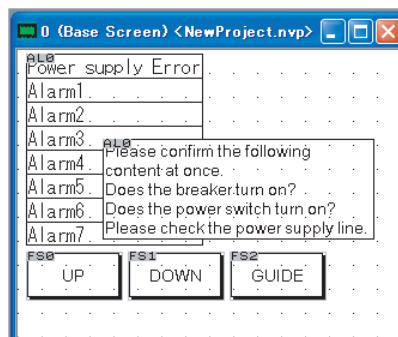 0 (Base Screen) <NewProject.nvp>
AL0
Power supply Error
Alarm1
Alarm2
Alarm3
Alarm4
Alarm5
Alarm6
Alarm7
AL0
Please confirm the following
content at once.
Does the breaker turn on?
Does the power switch turn on?
Please check the power supply line.
FS0
UP
FS1
DOWN
FS2
GUIDE